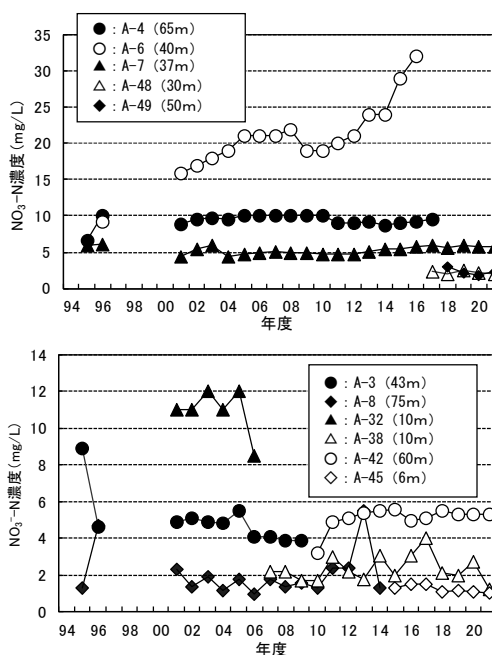 NO₃-N濃度(mg/L)
35
30
25
20
15
10
5
0
●：A-4 (65m)
○：A-6 (40m)
▲：A-7 (37m)
△：A-48 (30m)
◆：A-49 (50m)
94 96 98 00 02 04 06 08 10 12 14 16 18 20
年度
NO₃⁻-N濃度(mg/L)
14
12
10
8
6
4
2
0
●：A-3 (43m)
◆：A-8 (75m)
▲：A-32 (10m)
△：A-38 (10m)
○：A-42 (60m)
◇：A-45 (6m)
94 96 98 00 02 04 06 08 10 12 14 16 18 20
年度